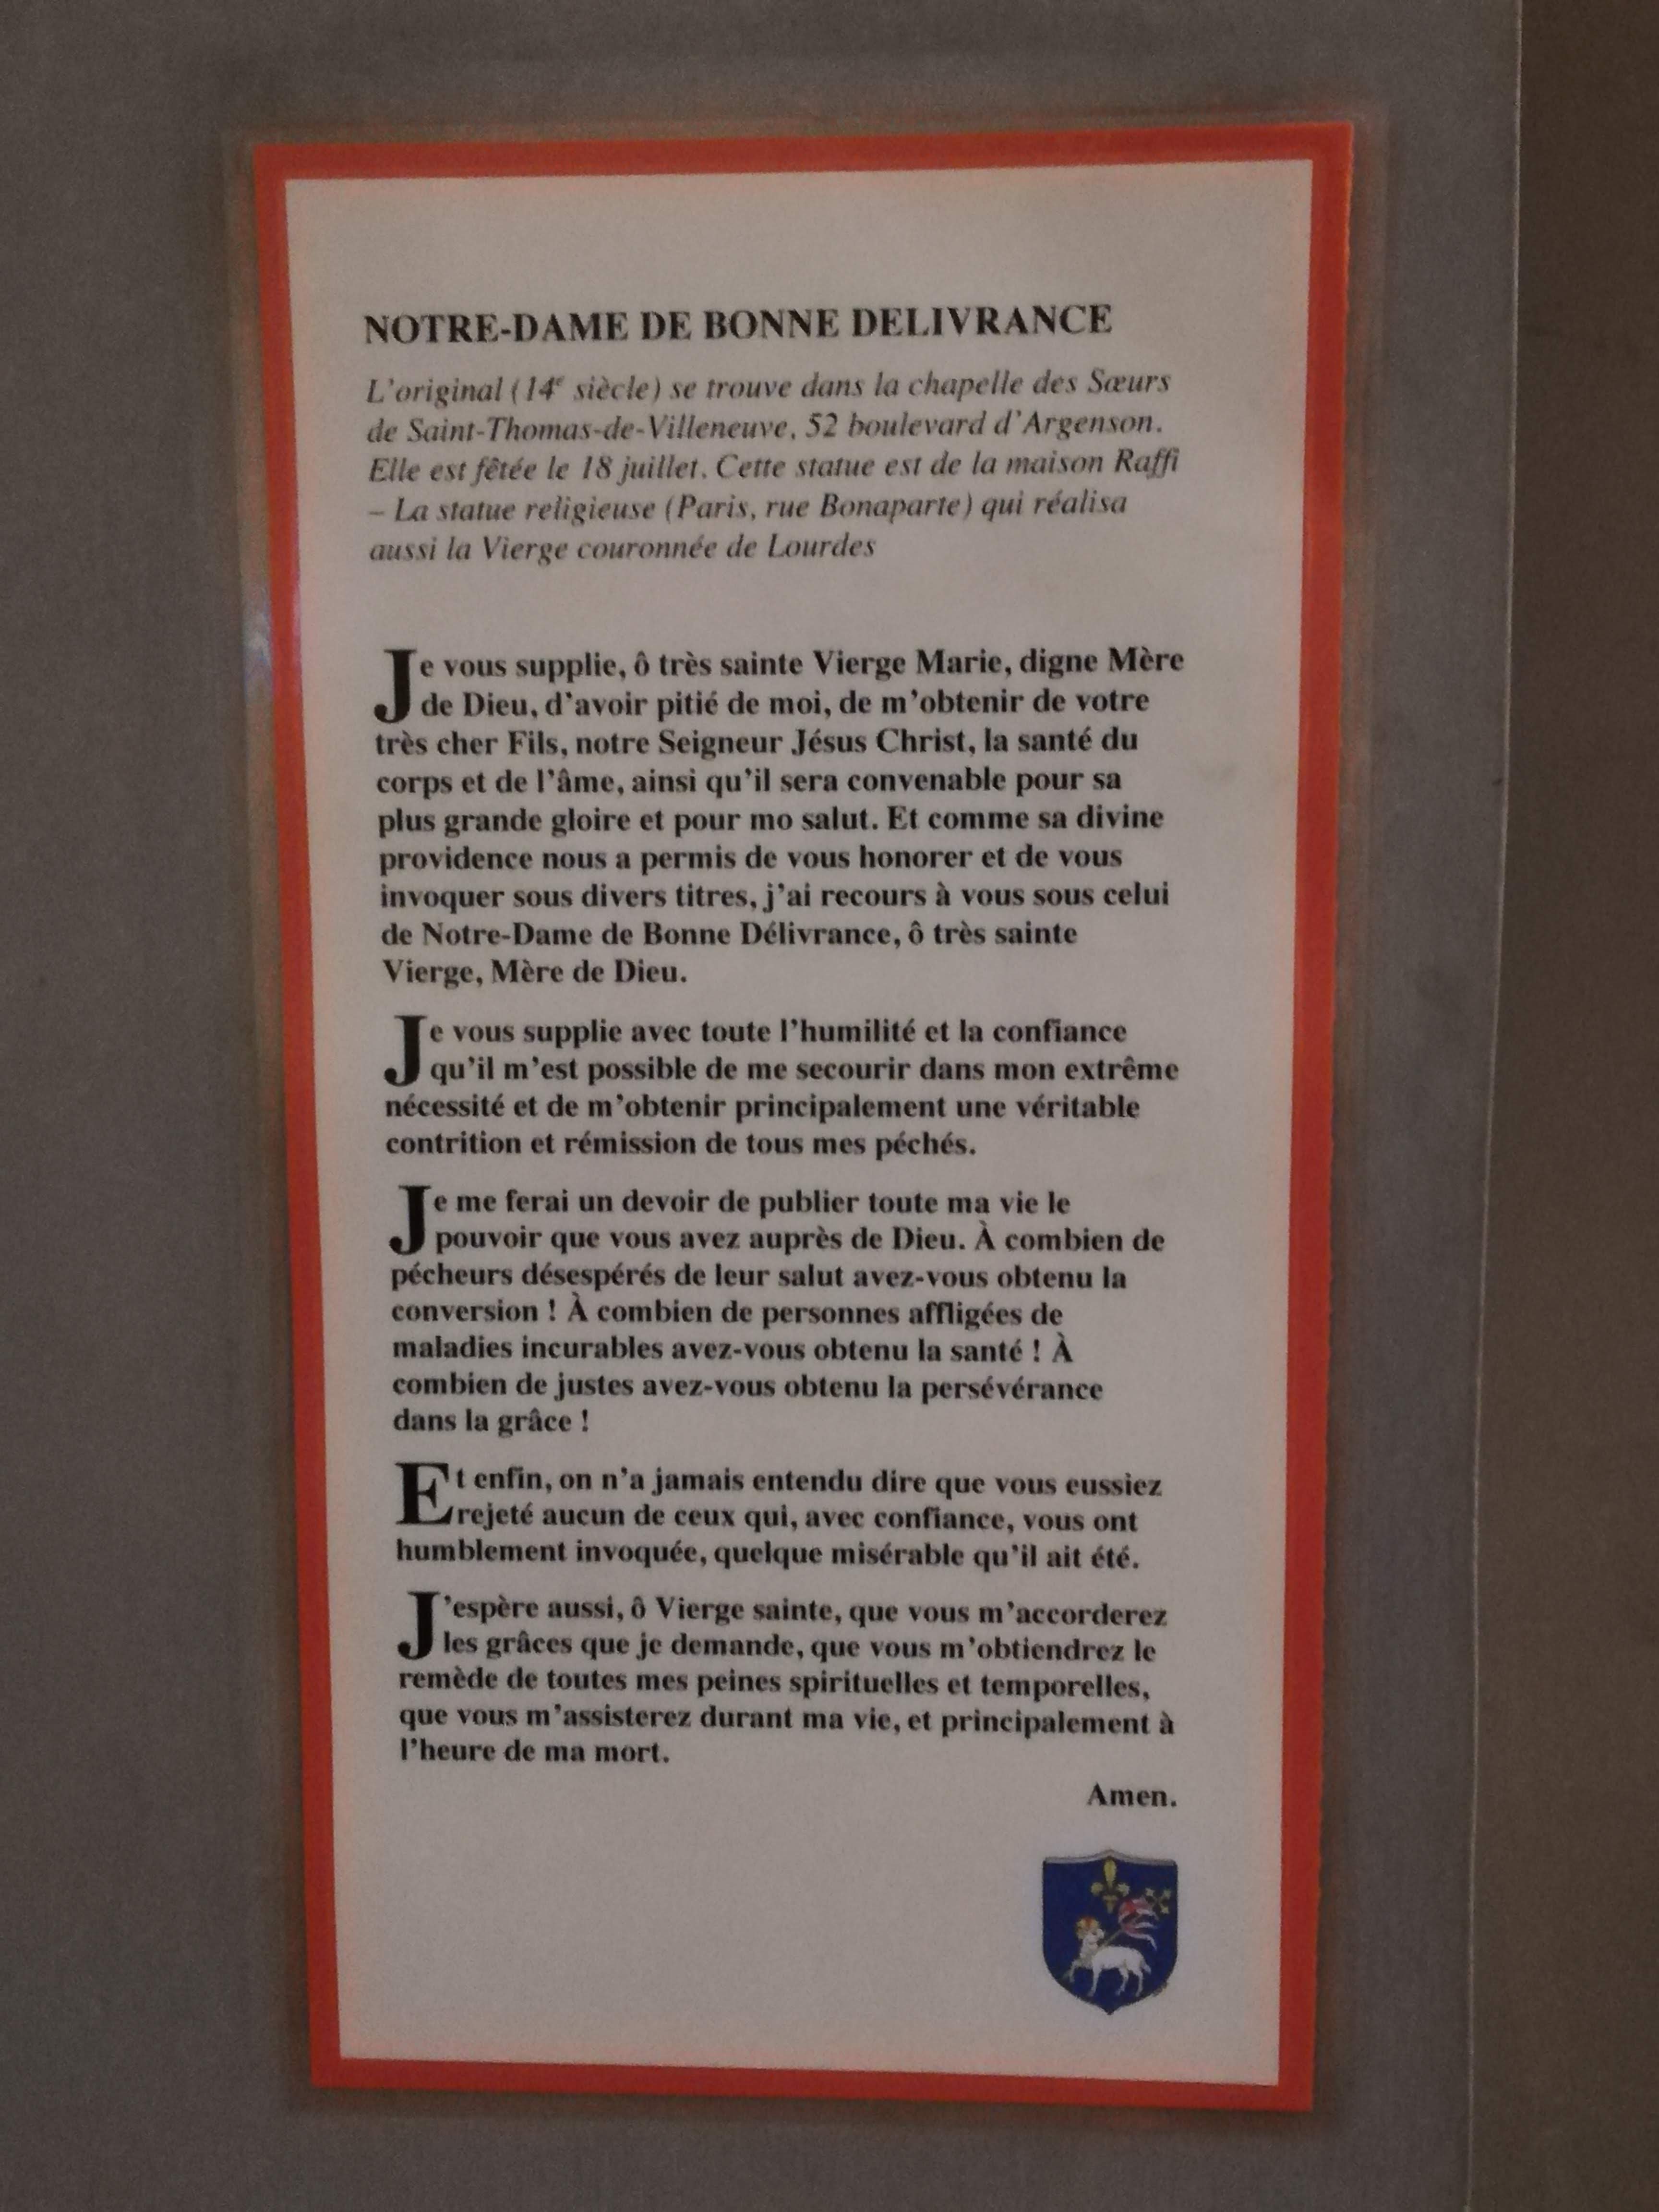 NOTRE-DAME DE BONNE DELIVRANCE
L'original (14e siècle) se trouve dans la chapelle des Sœurs
de Saint-Thomas-de-Villeneuve, 52 boulevard d'Argenson.
Elle est fêtée le 18 juillet. Cette statue est de la maison Raffi
– La statue religieuse (Paris, rue Bonaparte) qui réalisa
aussi la Vierge couronnée de Lourdes
Je vous supplie, ô très sainte Vierge Marie, digne Mère
de Dieu, d'avoir pitié de moi, de m'obtenir de votre
très cher Fils, notre Seigneur Jésus Christ, la santé du
corps et de l'âme, ainsi qu'il sera convenable pour sa
plus grande gloire et pour mo salut. Et comme sa divine
providence nous a permis de vous honorer et de vous
invoquer sous divers titres, j'ai recours à vous sous celui
de Notre-Dame de Bonne Délivrance, ô très sainte
Vierge, Mère de Dieu.
Je vous supplie avec toute l'humilité et la confiance
qu'il m'est possible de me secourir dans mon extrême
nécessité et de m'obtenir principalement une véritable
contrition et rémission de tous mes péchés.
Je me ferai un devoir de publier toute ma vie le
pouvoir que vous avez auprès de Dieu. À combien de
pécheurs désespérés de leur salut avez-vous obtenu la
conversion ! À combien de personnes affligées de
maladies incurables avez-vous obtenu la santé ! À
combien de justes avez-vous obtenu la persévérance
dans la grâce !
Et enfin, on n'a jamais entendu dire que vous eussiez
rejeté aucun de ceux qui, avec confiance, vous ont
humblement invoquée, quelque misérable qu'il ait été.
J'espère aussi, ô Vierge sainte, que vous m'accorderez
les grâces que je demande, que vous m'obtiendrez le
remède de toutes mes peines spirituelles et temporelles,
que vous m'assisterez durant ma vie, et principalement à
l'heure de ma mort.
Amen.